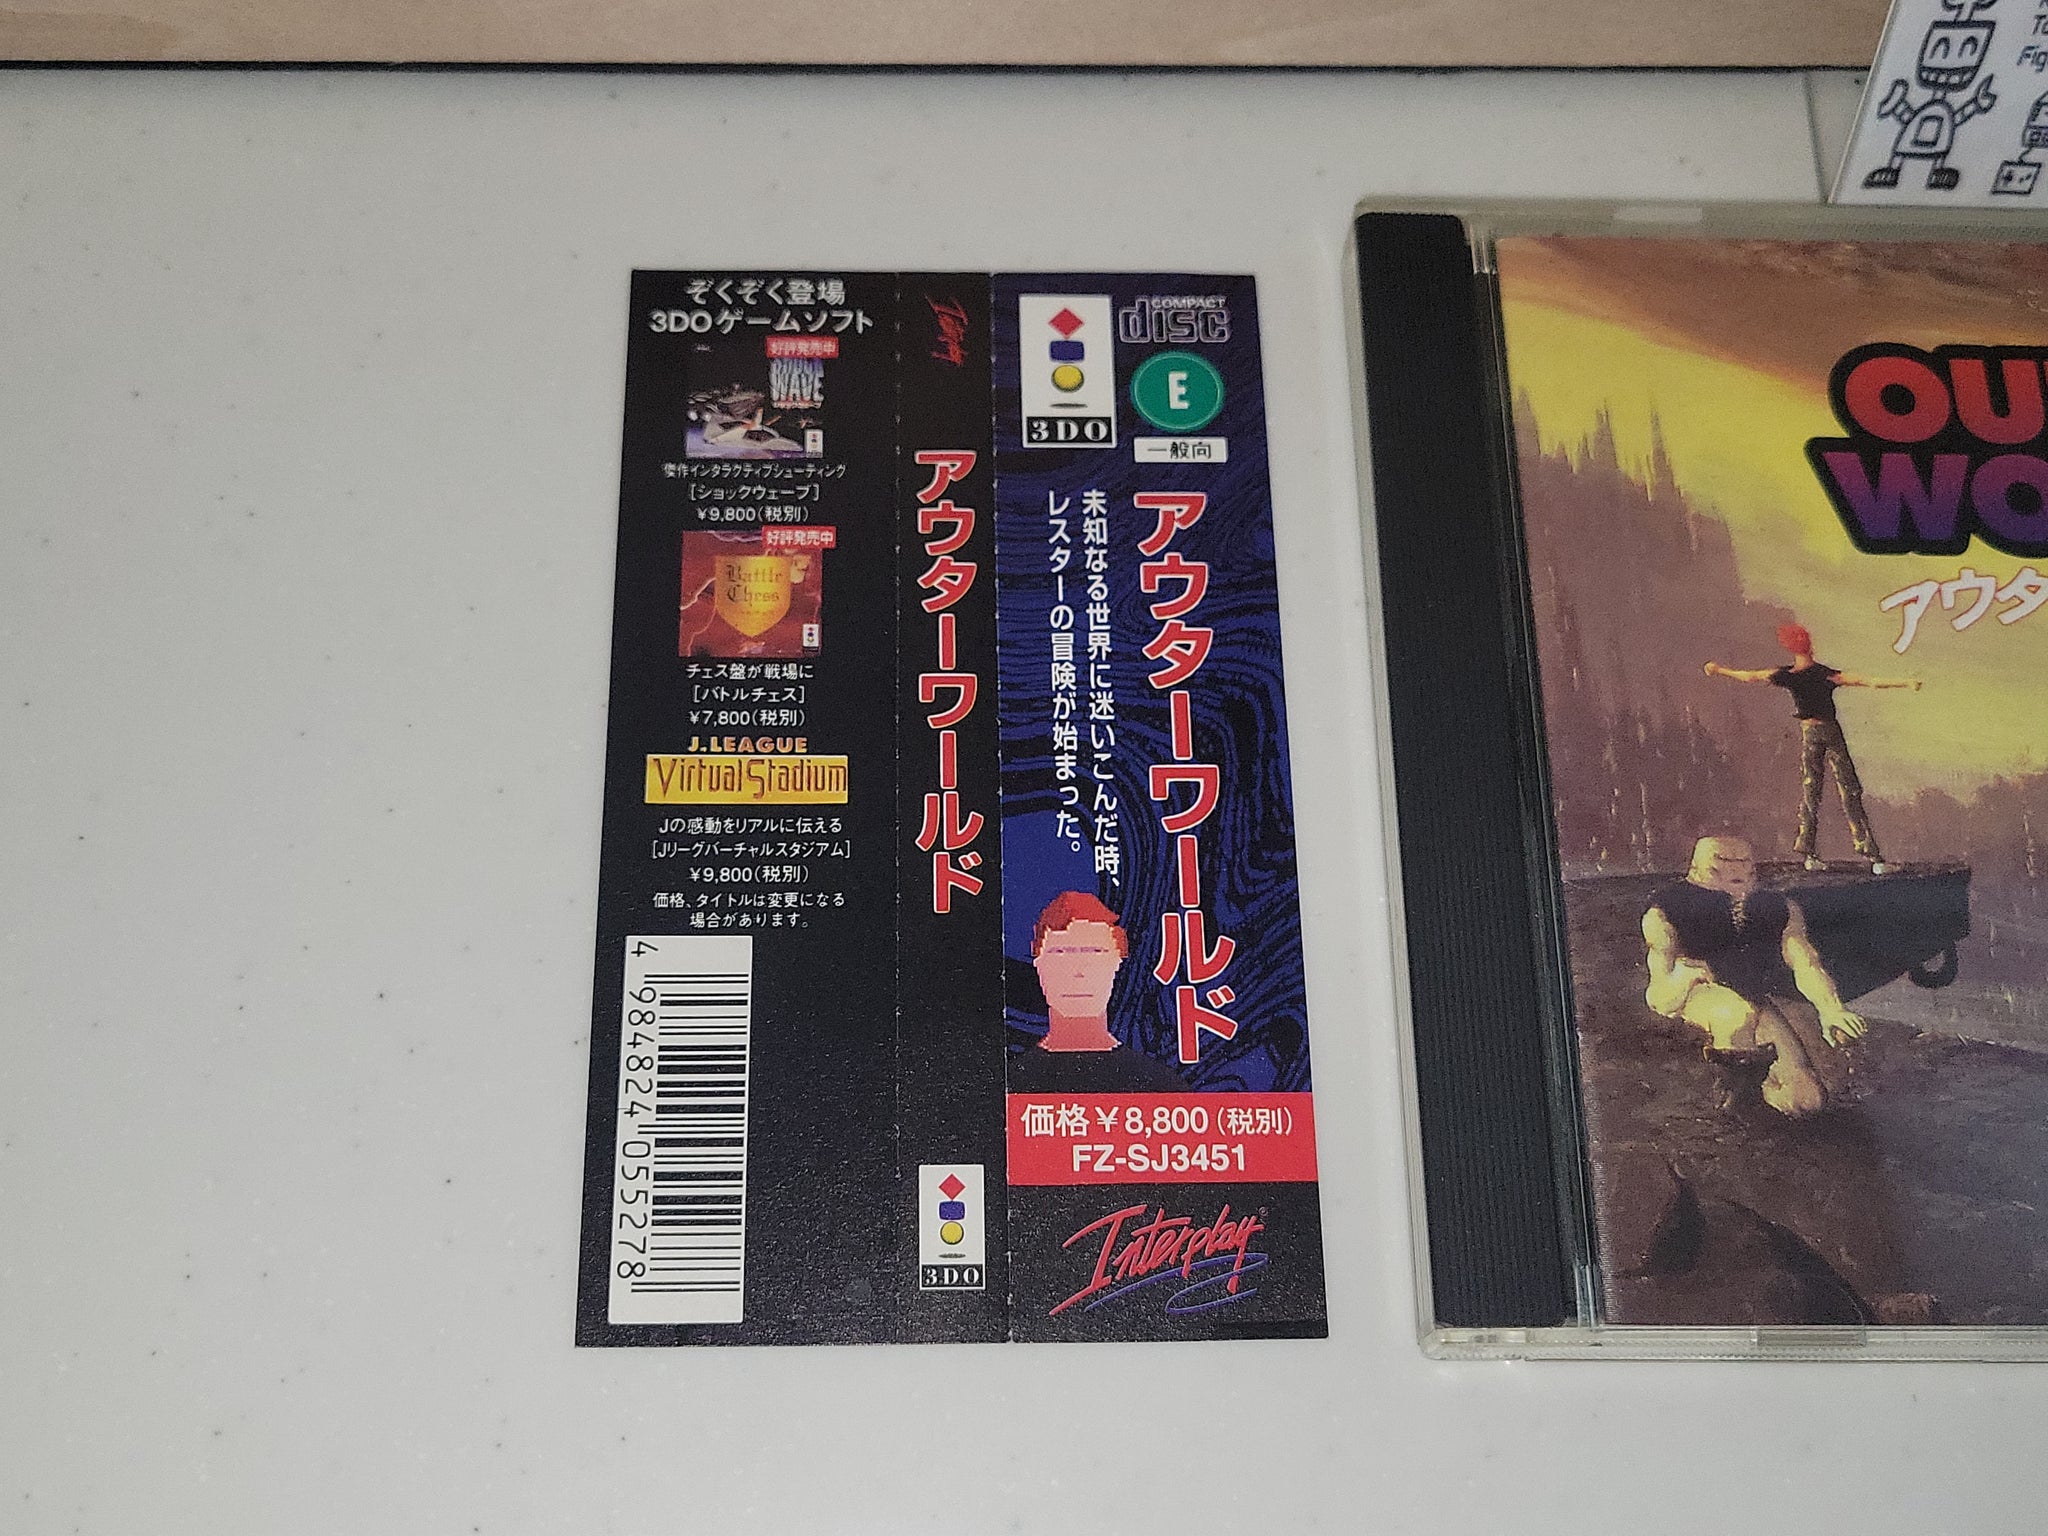 ぞくぞく登場
3DOゲームソフト
好評発売中
WAVE
傑作インタラクティブシューティング
[ショックウェーブ]
¥9,800(税別)
好評発売中
Battle
Chess
チェス盤が戦場に
[バトルチェス]
¥7,800(税別)
J.LEAGUE
VirtualStadium
Jの感動をリアルに伝える
[Jリーグバーチャルスタジアム]
¥9,800(税別)
価格、タイトルは変更になる
場合があります。
4 984824 055278
Interplay
アウターワールド
3DO
3DO
COMPACT
disc
E
一般向
アウターワールド
未知なる世界に迷いこんだ時、
レスターの冒険が始まった。
価格¥8,800(税別)
FZ-SJ3451
Interplay®
OU
WO
アウタ
To
Fig